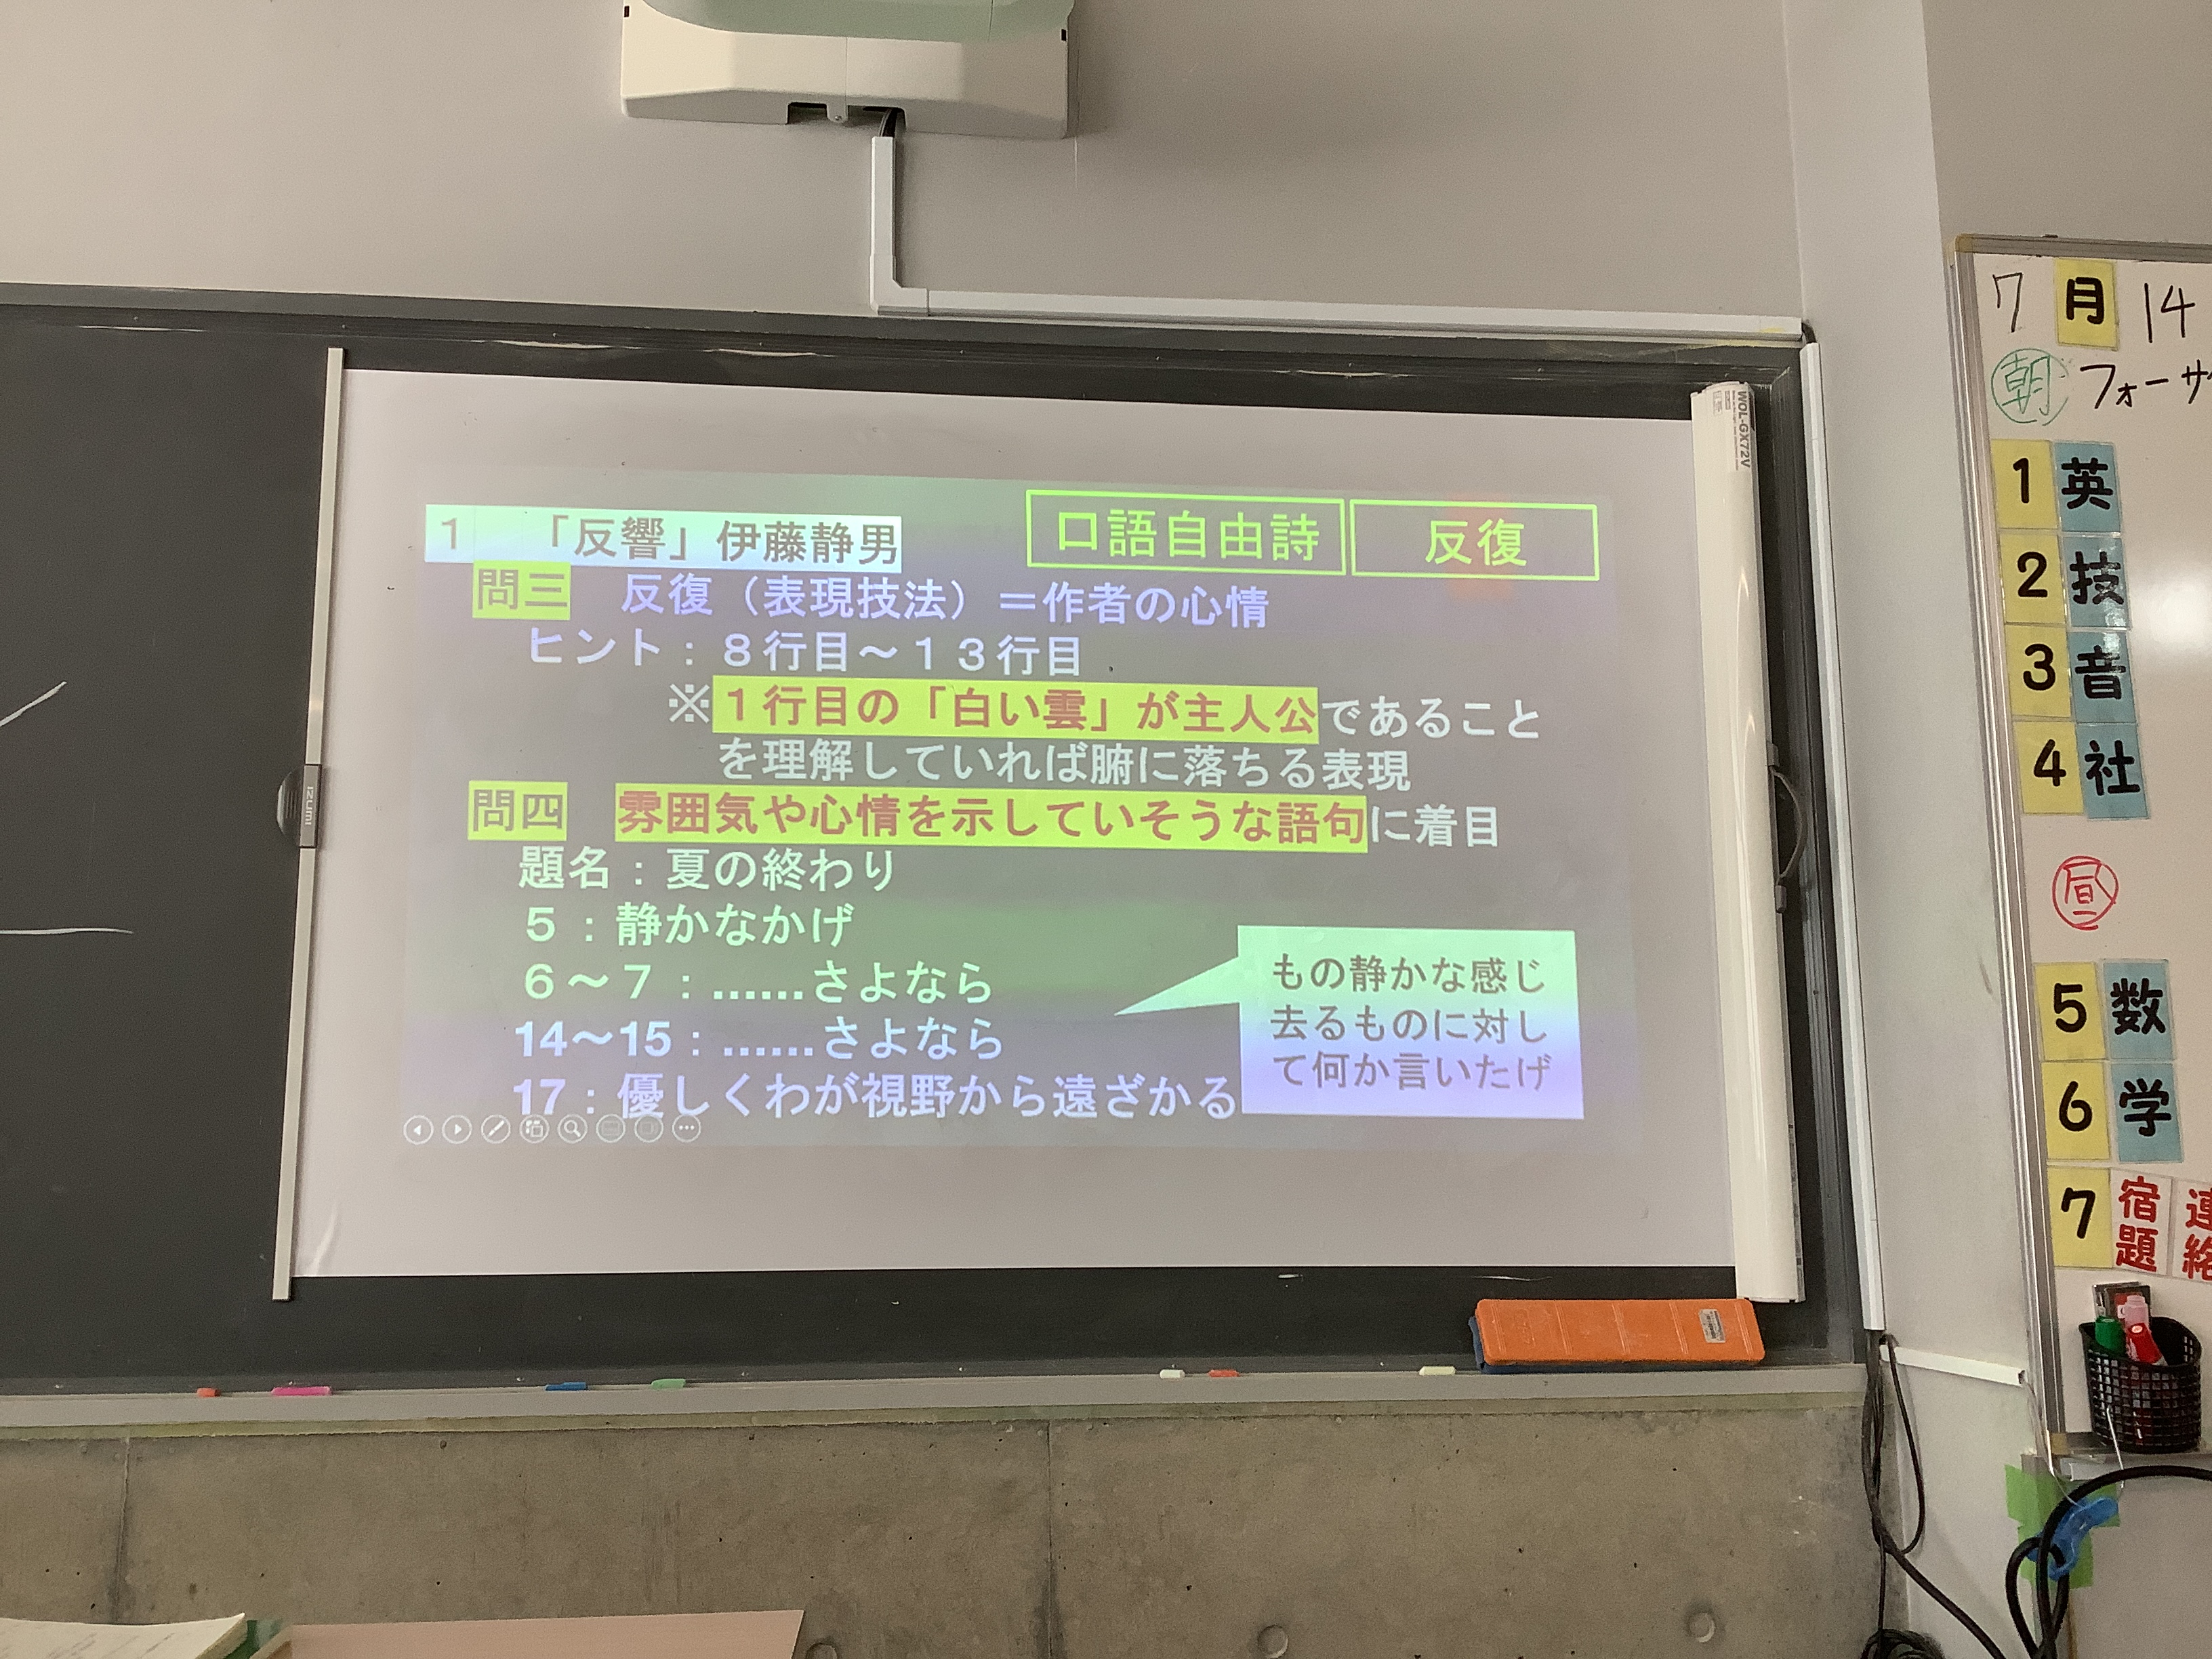 1 「反響」伊藤静男
口語自由詩
反復
問三 反復（表現技法）＝作者の心情
ヒント：8行目～13行目
※1行目の「白い雲」が主人公であること
を理解していれば腑に落ちる表現
問四 雰囲気や心情を示していそうな語句に着目
題名：夏の終わり
5：静かなかげ
6～7：……さよなら
14～15：……さよなら
17：優しくわが視野から遠ざかる
もの静かな感じ
去るものに対し
て何か言いたげ
IZUMI
WOL-GX72V
7月14
朝 フォーサ
1 英
2 技
3 音
4 社
昼
5 数
6 学
7 宿題 連絡